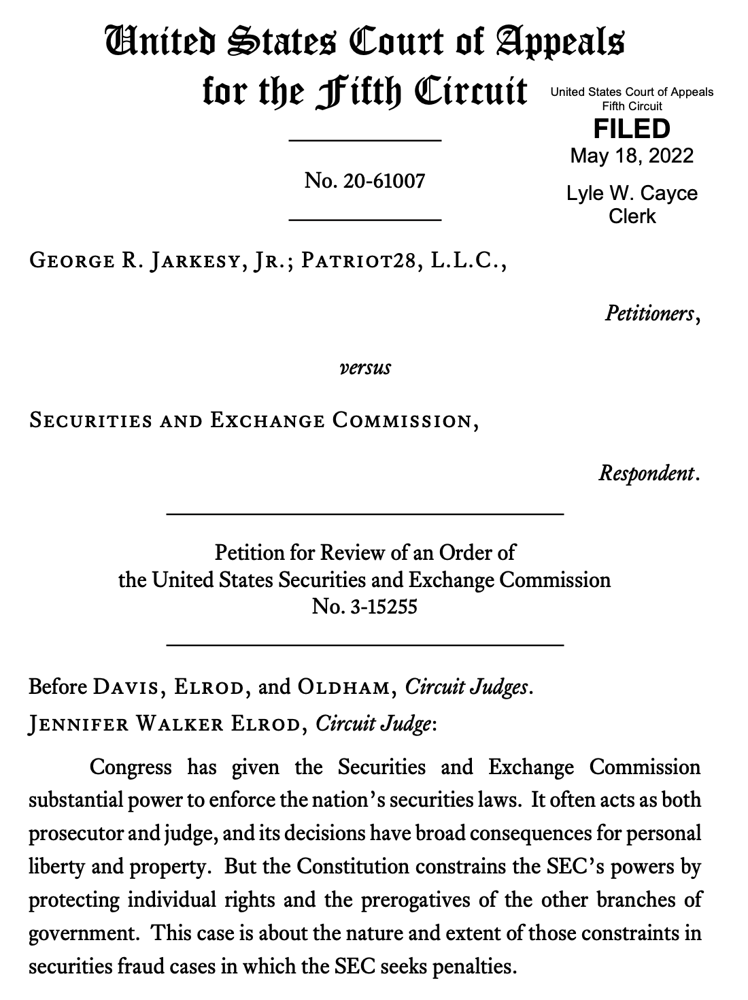 United States Court of Appeals
for the Fifth Circuit
United States Court of Appeals
Fifth Circuit
FILED
May 18, 2022
Lyle W. Cayce
Clerk
No. 20-61007
George R. Jarkesy, Jr.; Patriot28, L.L.C.,
Petitioners,
versus
Securities and Exchange Commission,
Respondent.
Petition for Review of an Order of
the United States Securities and Exchange Commission
No. 3-15255
Before Davis, Elrod, and Oldham, Circuit Judges.
Jennifer Walker Elrod, Circuit Judge:
Congress has given the Securities and Exchange Commission
substantial power to enforce the nation’s securities laws. It often acts as both
prosecutor and judge, and its decisions have broad consequences for personal
liberty and property. But the Constitution constrains the SEC’s powers by
protecting individual rights and the prerogatives of the other branches of
government. This case is about the nature and extent of those constraints in
securities fraud cases in which the SEC seeks penalties.